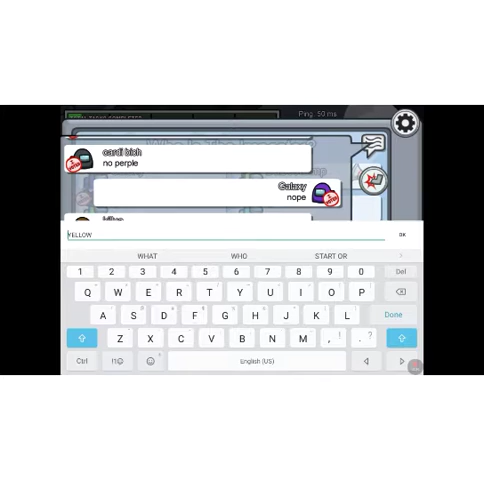 Ping: 50 ms
cardi bich
no perple
Galaxy
nope
YELLOW
OK
WHAT WHO START OR
1 2 3 4 5 6 7 8 9 0 Del
Q W E R T Y U I O P
A S D F G H J K L Done
Z X C V B N M , ! . ?
Ctrl !1☺ English (US)